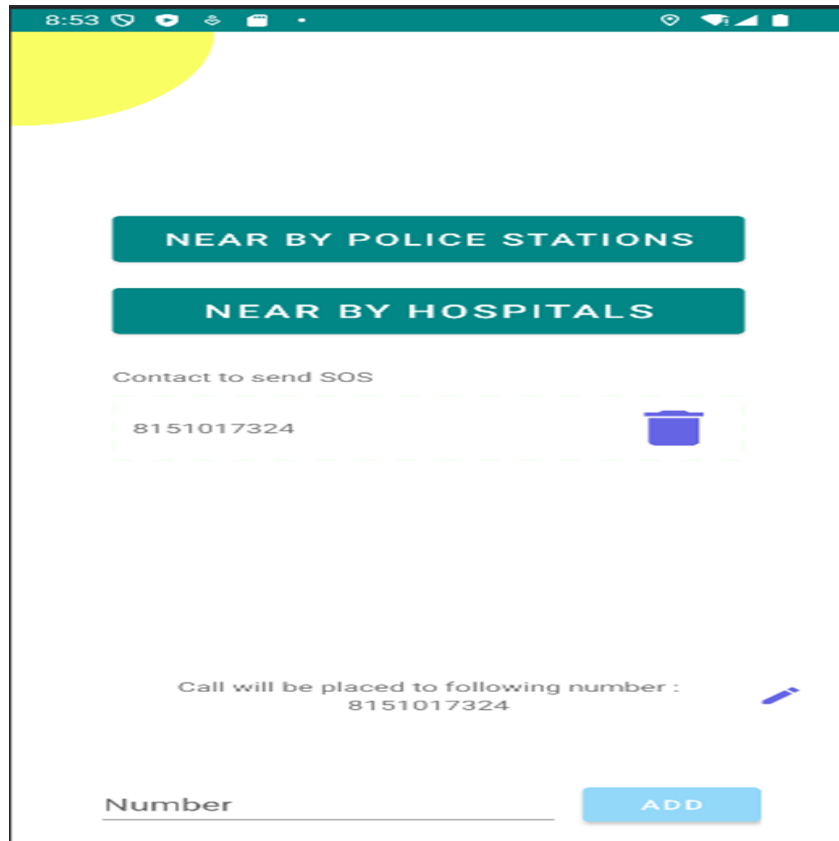 8:53
NEAR BY POLICE STATIONS
NEAR BY HOSPITALS
Contact to send SOS
8151017324
Call will be placed to following number :
8151017324
Number
ADD